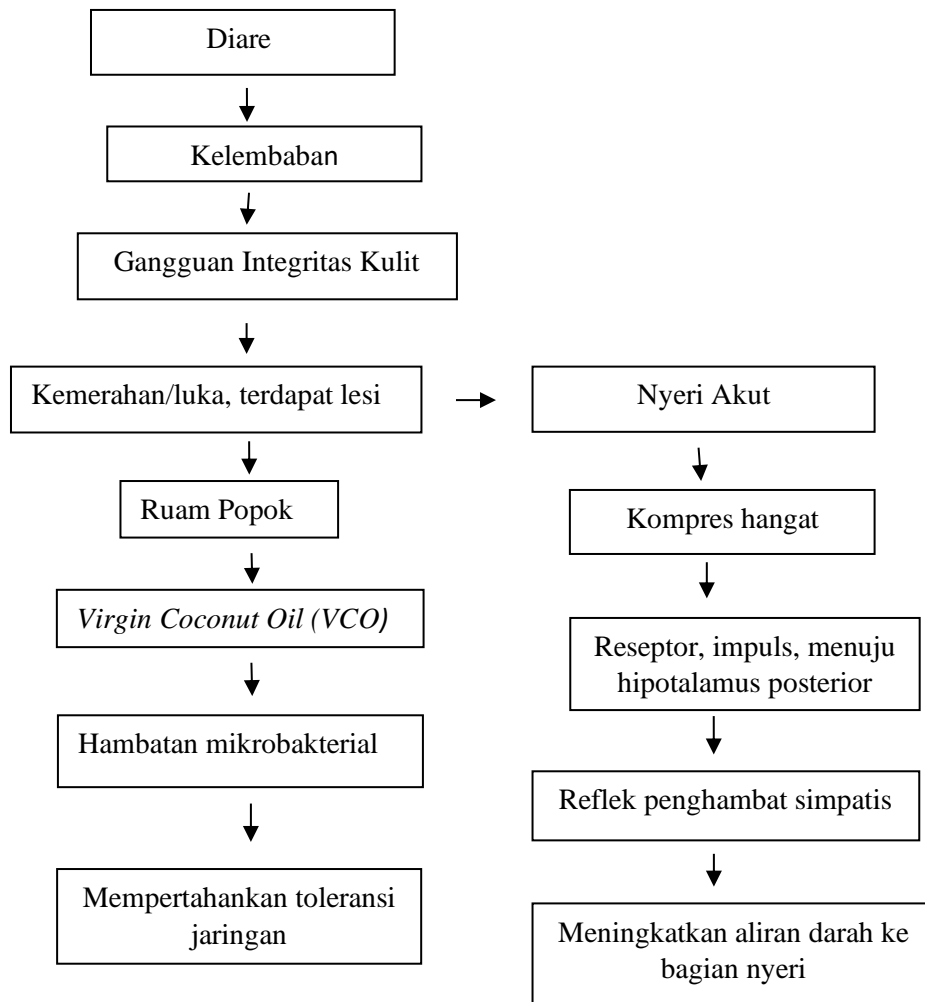 Diare
Kelembaban
Gangguan Integritas Kulit
Kemerahan/luka, terdapat lesi
Nyeri Akut
Ruam Popok
Kompres hangat
Virgin Coconut Oil (VCO)
Reseptor, impuls, menuju
hipotalamus posterior
Hambatan mikrobakterial
Reflek penghambat simpatis
Mempertahankan toleransi
jaringan
Meningkatkan aliran darah ke
bagian nyeri